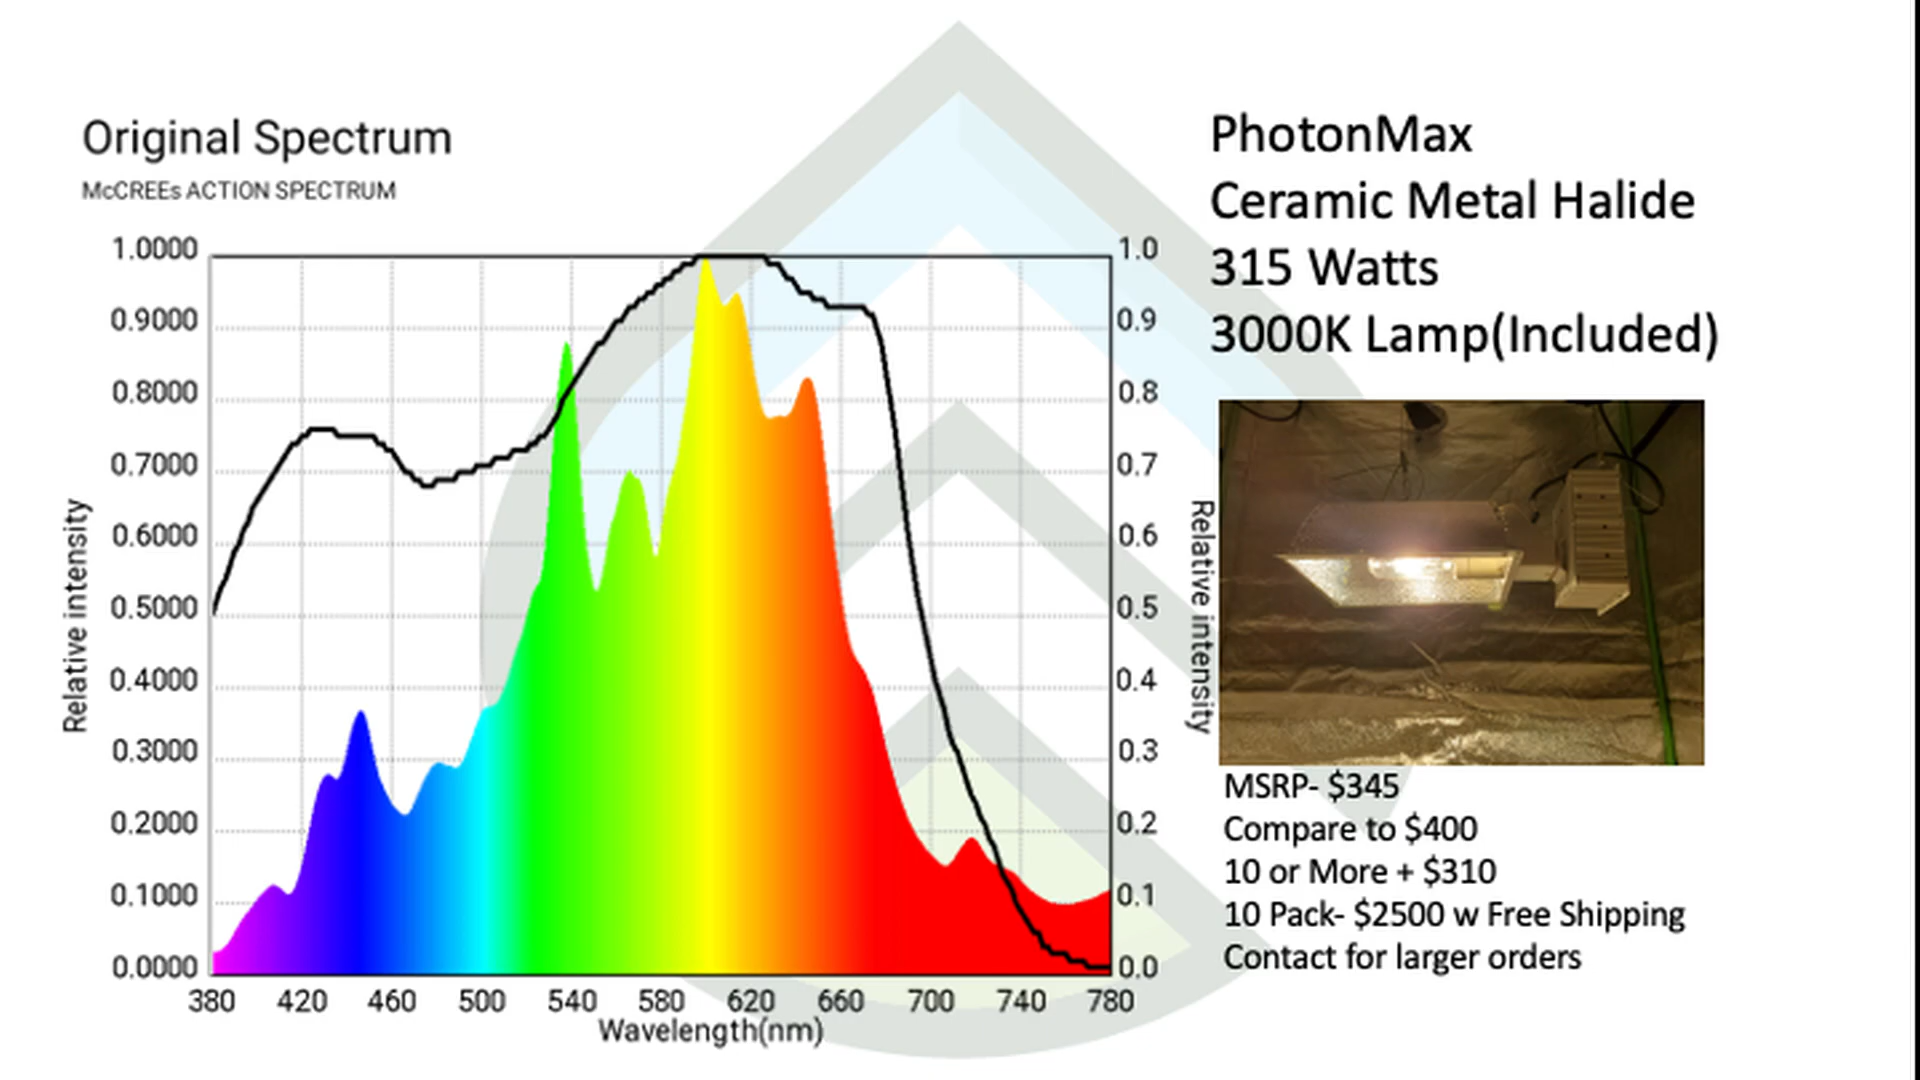 Original Spectrum
McCREEs ACTION SPECTRUM
1.0000
0.9000
0.8000
0.7000
0.6000
0.5000
0.4000
0.3000
0.2000
0.1000
0.0000
Relative intensity
1.0
0.9
0.8
0.7
0.6
0.5
0.4
0.3
0.2
0.1
0.0
Relative intensity
380 420 460 500 540 580 620 660 700 740 780
Wavelength(nm)
PhotonMax
Ceramic Metal Halide
315 Watts
3000K Lamp(Included)
MSRP- $345
Compare to $400
10 or More + $310
10 Pack- $2500 w Free Shipping
Contact for larger orders